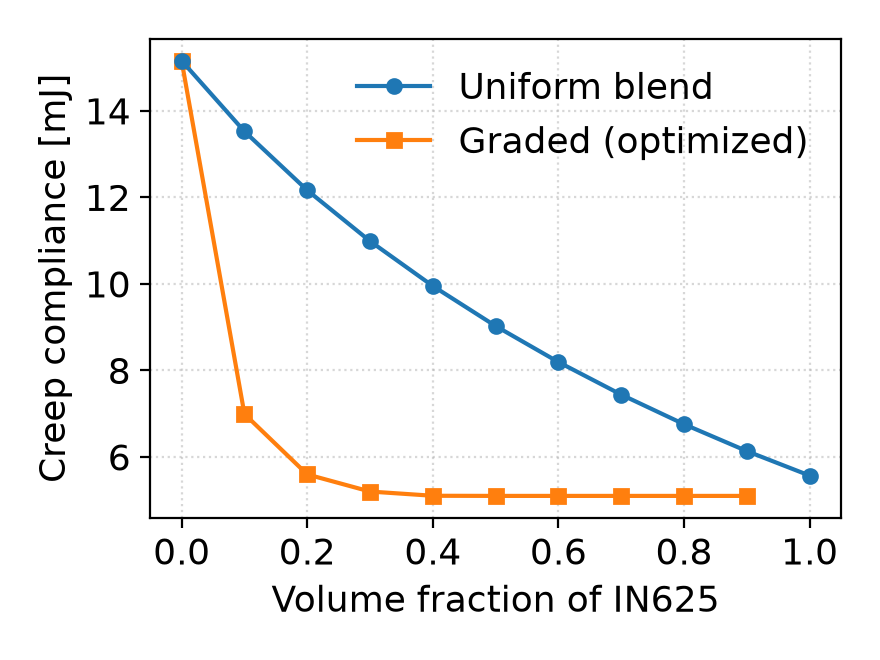 Creep compliance [mJ]
14
12
10
8
6
Uniform blend
Graded (optimized)
0.0 0.2 0.4 0.6 0.8 1.0
Volume fraction of IN625